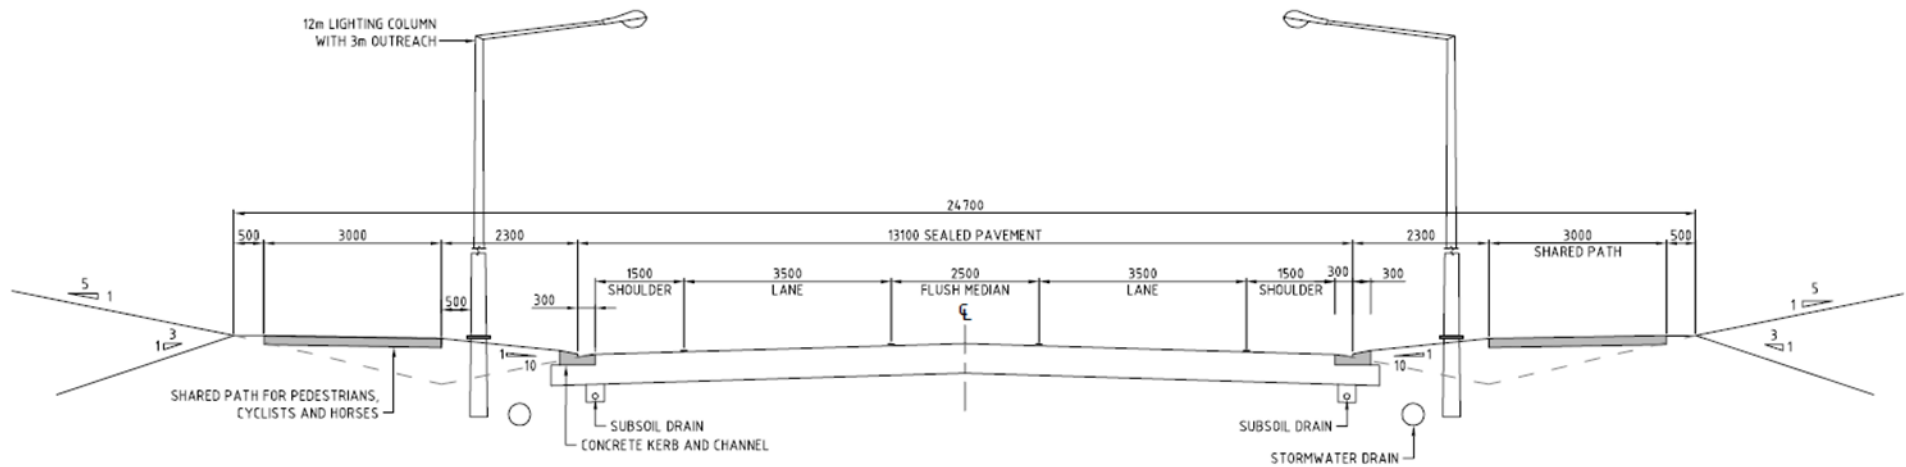 12m LIGHTING COLUMN
WITH 3m OUTREACH
24700
500
3000
2300
13100 SEALED PAVEMENT
2300
3000
500
SHARED PATH
1500
3500
2500
3500
1500
300
300
SHOULDER
LANE
FLUSH MEDIAN
LANE
SHOULDER
500
300
CL
5
1
3
1
1
10
1
10
5
1
3
1
SHARED PATH FOR PEDESTRIANS,
CYCLISTS AND HORSES
SUBSOIL DRAIN
CONCRETE KERB AND CHANNEL
SUBSOIL DRAIN
STORMWATER DRAIN